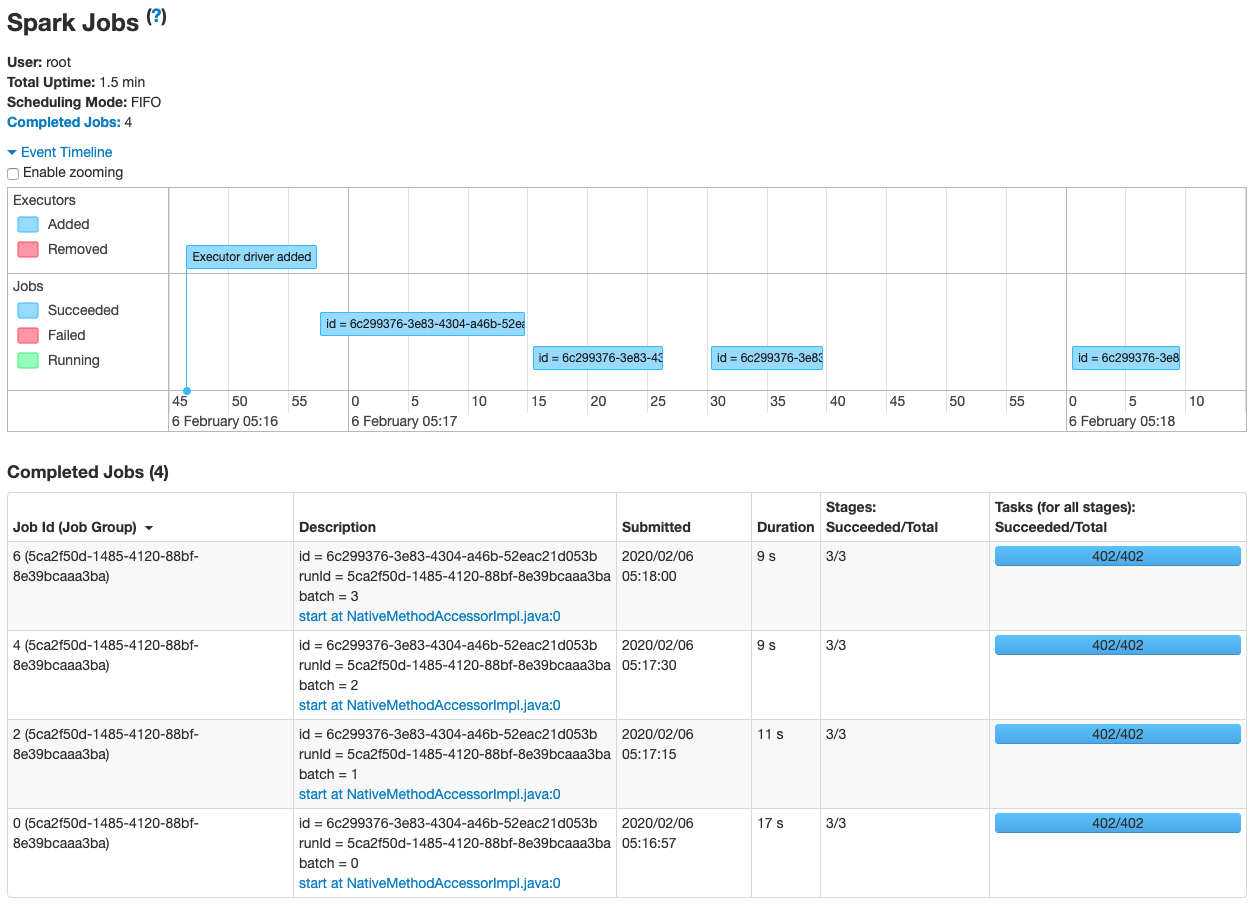 Spark Jobs (?)
User: root
Total Uptime: 1.5 min
Scheduling Mode: FIFO
Completed Jobs: 4
Event Timeline
Enable zooming
Executors
Added
Removed
Executor driver added
Jobs
Succeeded
Failed
Running
id = 6c299376-3e83-4304-a46b-52ea
id = 6c299376-3e83-43
id = 6c299376-3e83
id = 6c299376-3e8
45 50 55 0 5 10 15 20 25 30 35 40 45 50 55 0 5 10
6 February 05:16 6 February 05:17 6 February 05:18
Completed Jobs (4)
Job Id (Job Group) Description Submitted Duration Stages: Succeeded/Total Tasks (for all stages): Succeeded/Total
6 (5ca2f50d-1485-4120-88bf- id = 6c299376-3e83-4304-a46b-52eac21d053b 2020/02/06 9 s 3/3 402/402
8e39bcaaa3ba) runId = 5ca2f50d-1485-4120-88bf-8e39bcaaa3ba 05:18:00
batch = 3
start at NativeMethodAccessorImpl.java:0
4 (5ca2f50d-1485-4120-88bf- id = 6c299376-3e83-4304-a46b-52eac21d053b 2020/02/06 9 s 3/3 402/402
8e39bcaaa3ba) runId = 5ca2f50d-1485-4120-88bf-8e39bcaaa3ba 05:17:30
batch = 2
start at NativeMethodAccessorImpl.java:0
2 (5ca2f50d-1485-4120-88bf- id = 6c299376-3e83-4304-a46b-52eac21d053b 2020/02/06 11 s 3/3 402/402
8e39bcaaa3ba) runId = 5ca2f50d-1485-4120-88bf-8e39bcaaa3ba 05:17:15
batch = 1
start at NativeMethodAccessorImpl.java:0
0 (5ca2f50d-1485-4120-88bf- id = 6c299376-3e83-4304-a46b-52eac21d053b 2020/02/06 17 s 3/3 402/402
8e39bcaaa3ba) runId = 5ca2f50d-1485-4120-88bf-8e39bcaaa3ba 05:16:57
batch = 0
start at NativeMethodAccessorImpl.java:0